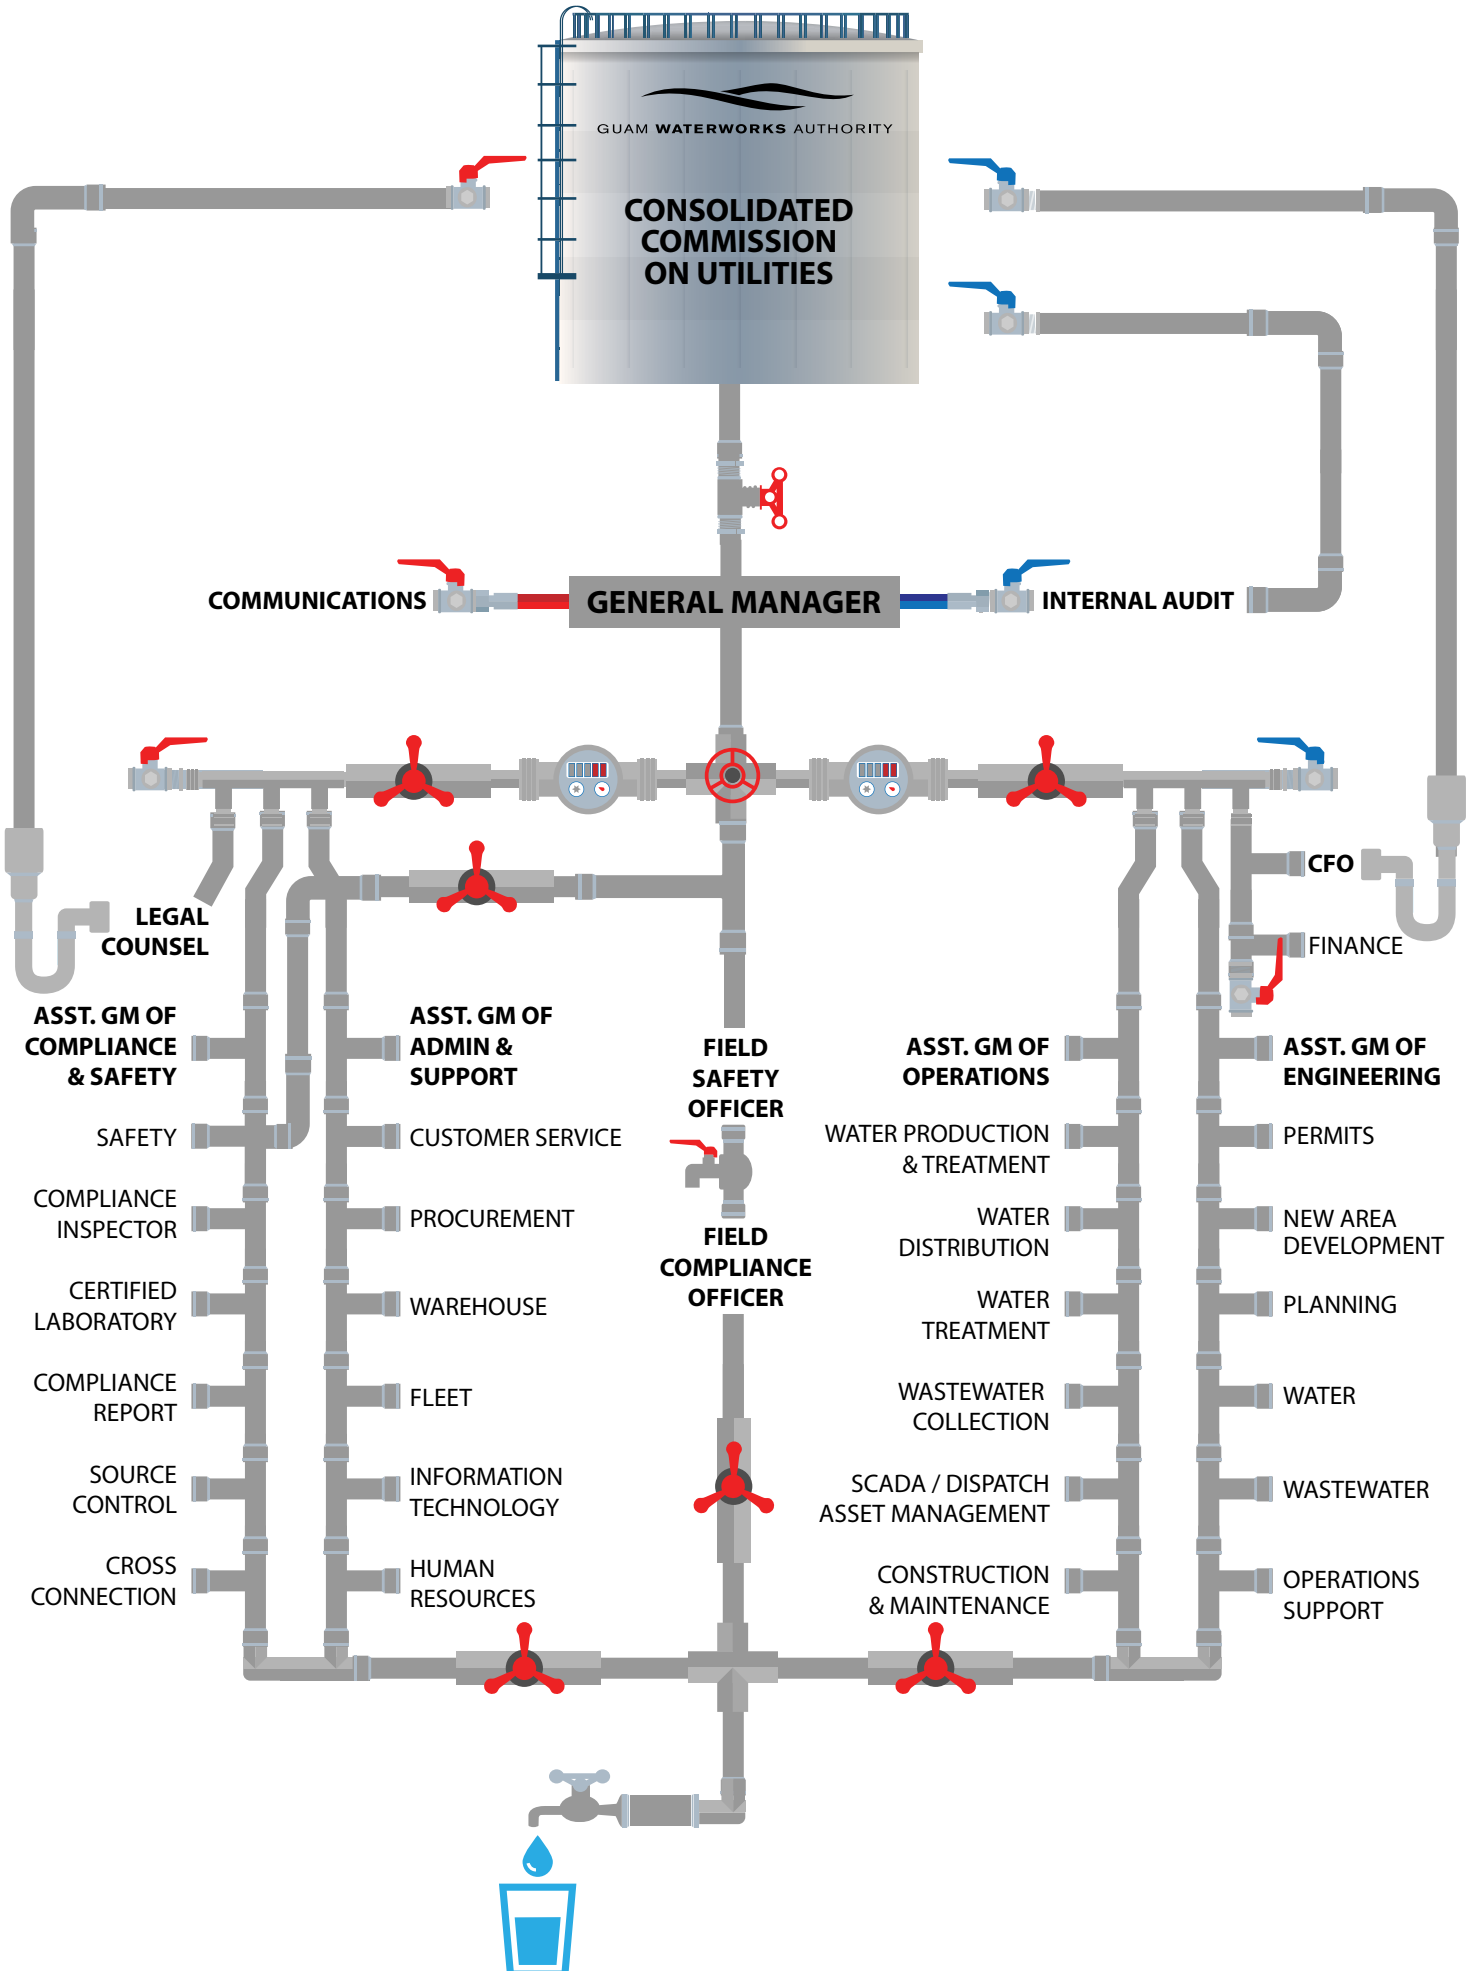 GUAM WATERWORKS AUTHORITY
CONSOLIDATED
COMMISSION
ON UTILITIES
COMMUNICATIONS
GENERAL MANAGER
INTERNAL AUDIT
LEGAL
COUNSEL
CFO
FINANCE
ASST. GM OF
COMPLIANCE
& SAFETY
SAFETY
COMPLIANCE
INSPECTOR
CERTIFIED
LABORATORY
COMPLIANCE
REPORT
SOURCE
CONTROL
CROSS
CONNECTION
ASST. GM OF
ADMIN &
SUPPORT
CUSTOMER SERVICE
PROCUREMENT
WAREHOUSE
FLEET
INFORMATION
TECHNOLOGY
HUMAN
RESOURCES
FIELD
SAFETY
OFFICER
FIELD
COMPLIANCE
OFFICER
ASST. GM OF
OPERATIONS
WATER PRODUCTION
& TREATMENT
WATER
DISTRIBUTION
WATER
TREATMENT
WASTEWATER
COLLECTION
SCADA / DISPATCH
ASSET MANAGEMENT
CONSTRUCTION
& MAINTENANCE
ASST. GM OF
ENGINEERING
PERMITS
NEW AREA
DEVELOPMENT
PLANNING
WATER
WASTEWATER
OPERATIONS
SUPPORT